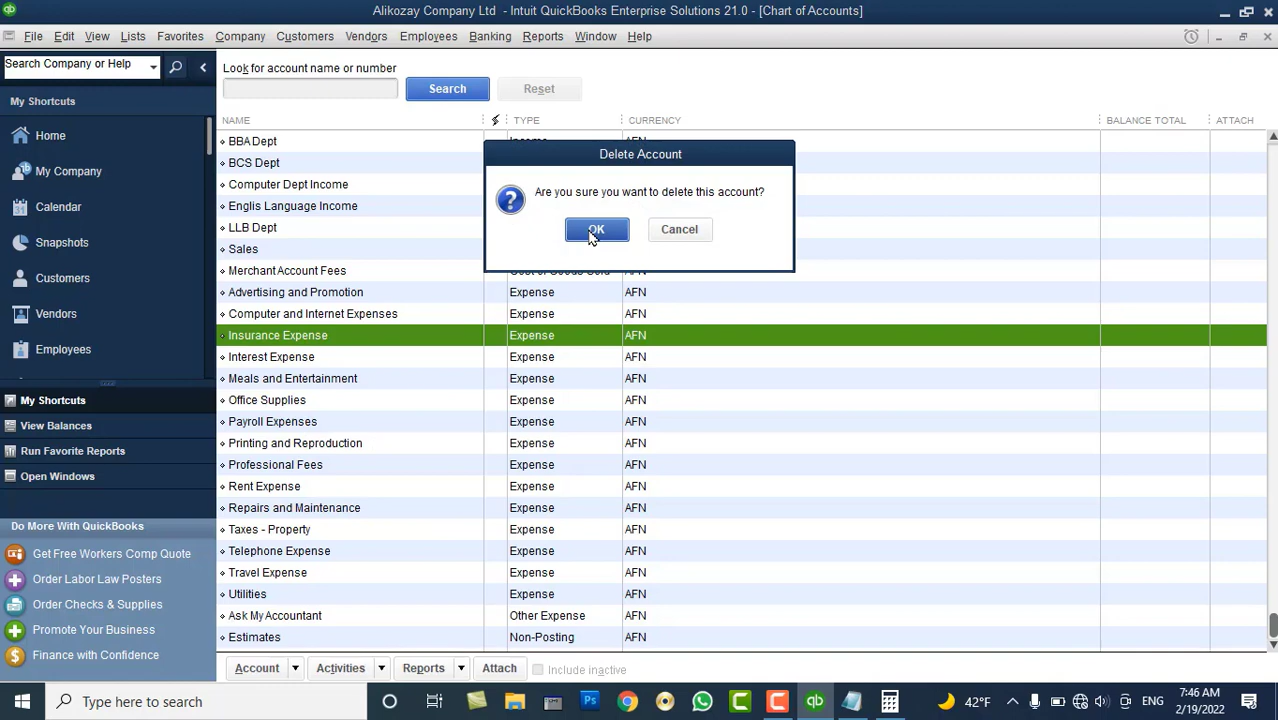 Alikozay Company Ltd - Intuit QuickBooks Enterprise Solutions 21.0 - [Chart of Accounts]
File Edit View Lists Favorites Company Customers Vendors Employees Banking Reports Window Help
Search Company or Help
Look for account name or number
Search Reset
My Shortcuts
Home
My Company
Calendar
Snapshots
Customers
Vendors
Employees
My Shortcuts
View Balances
Run Favorite Reports
Open Windows
Do More With QuickBooks
Get Free Workers Comp Quote
Order Labor Law Posters
Order Checks & Supplies
Promote Your Business
Finance with Confidence
NAME TYPE CURRENCY BALANCE TOTAL ATTACH
BBA Dept Income AFN
BCS Dept
Computer Dept Income
Englis Language Income
LLB Dept
Sales
Merchant Account Fees Cost of Goods Sold AFN
Advertising and Promotion Expense AFN
Computer and Internet Expenses Expense AFN
Insurance Expense Expense AFN
Interest Expense Expense AFN
Meals and Entertainment Expense AFN
Office Supplies Expense AFN
Payroll Expenses Expense AFN
Printing and Reproduction Expense AFN
Professional Fees Expense AFN
Rent Expense Expense AFN
Repairs and Maintenance Expense AFN
Taxes - Property Expense AFN
Telephone Expense Expense AFN
Travel Expense Expense AFN
Utilities Expense AFN
Ask My Accountant Other Expense AFN
Estimates Non-Posting AFN
Delete Account
Are you sure you want to delete this account?
OK Cancel
Account Activities Reports Attach Include inactive
Type here to search
42°F ENG
7:46 AM
2/19/2022